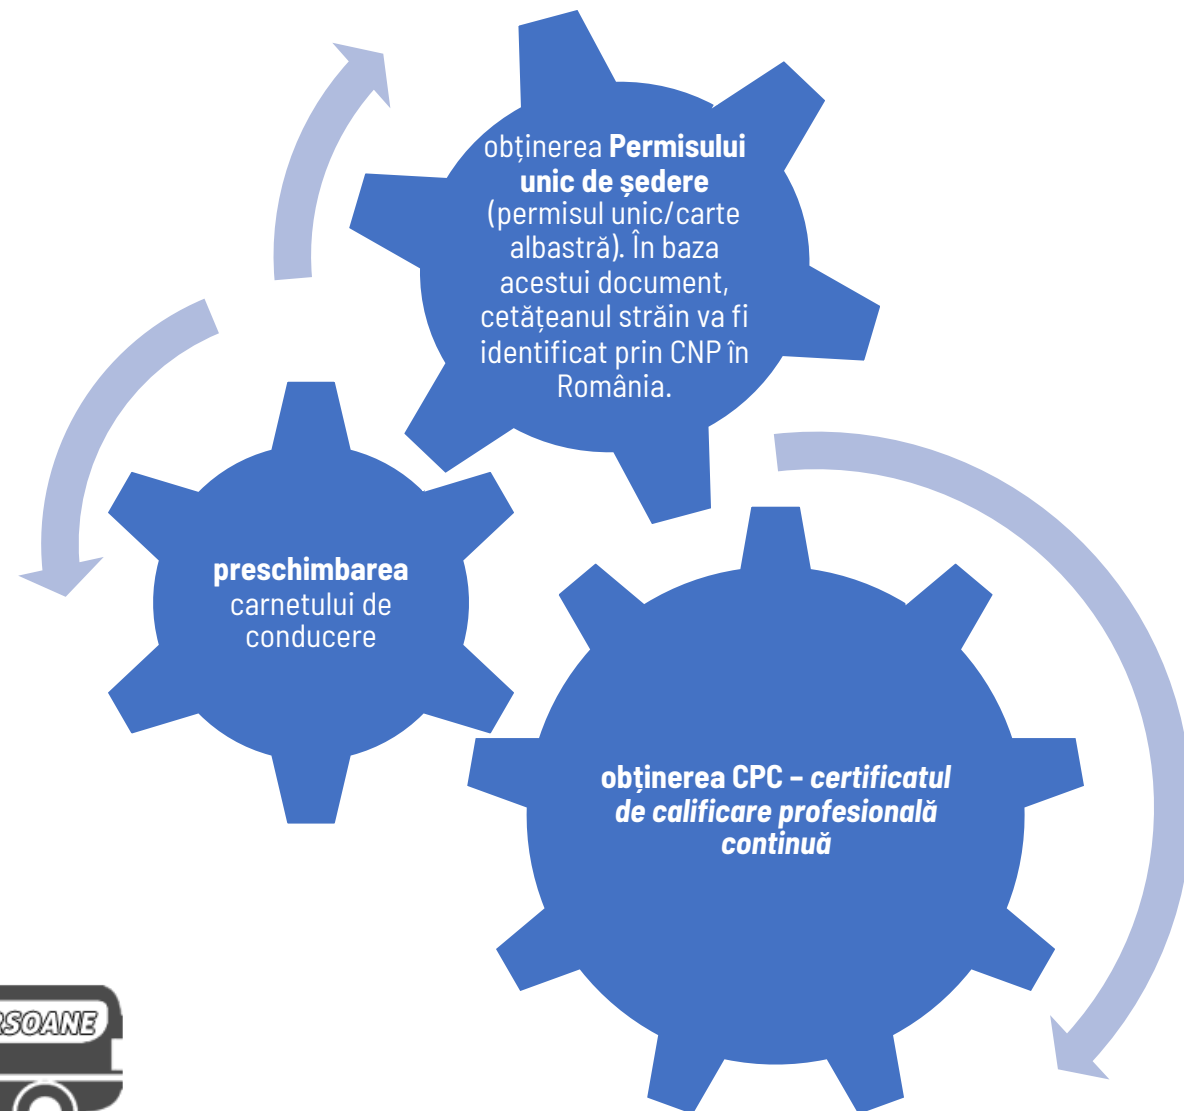 obținerea Permisului
unic de ședere
(permisul unic/carte
albastră). În baza
acestui document,
cetățeanul străin va fi
identificat prin CNP în
România.
preschimbarea
carnetului de
conducere
obținerea CPC – certificatul
de calificare profesională
continuă
RSOANE